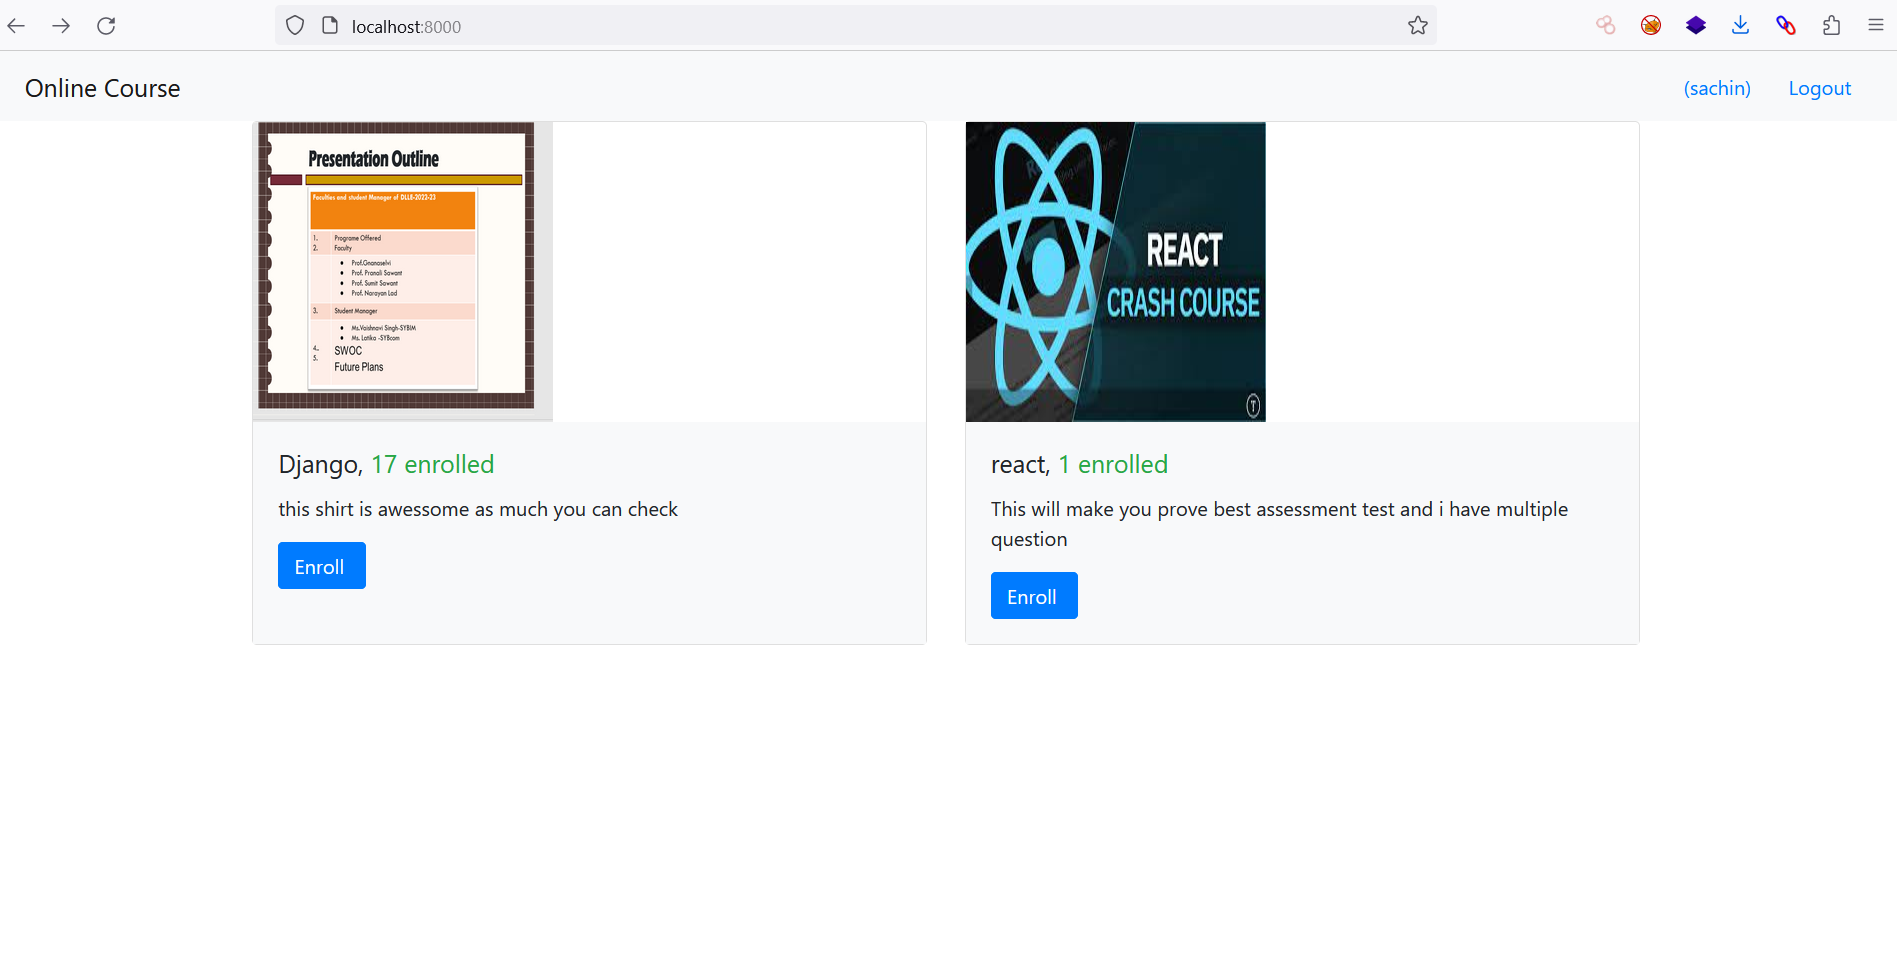 localhost:8000
Online Course
(sachin)
Logout
Presentation Outline
Faculties and student Manager of DLLE-2022-23
1. Programe Offered
2. Faculty
• Prof.Gnanaselvi
• Prof. Pranali Sawant
• Prof. Sumit Sawant
• Prof. Narayan Lad
3. Student Manager
• Ms.Vaishnavi Singh-SYBIM
• Ms. Latika -SYBcom
4. SWOC
5. Future Plans
REACT
CRASH COURSE
T
Django, 17 enrolled
this shirt is awessome as much you can check
Enroll
react, 1 enrolled
This will make you prove best assessment test and i have multiple
question
Enroll